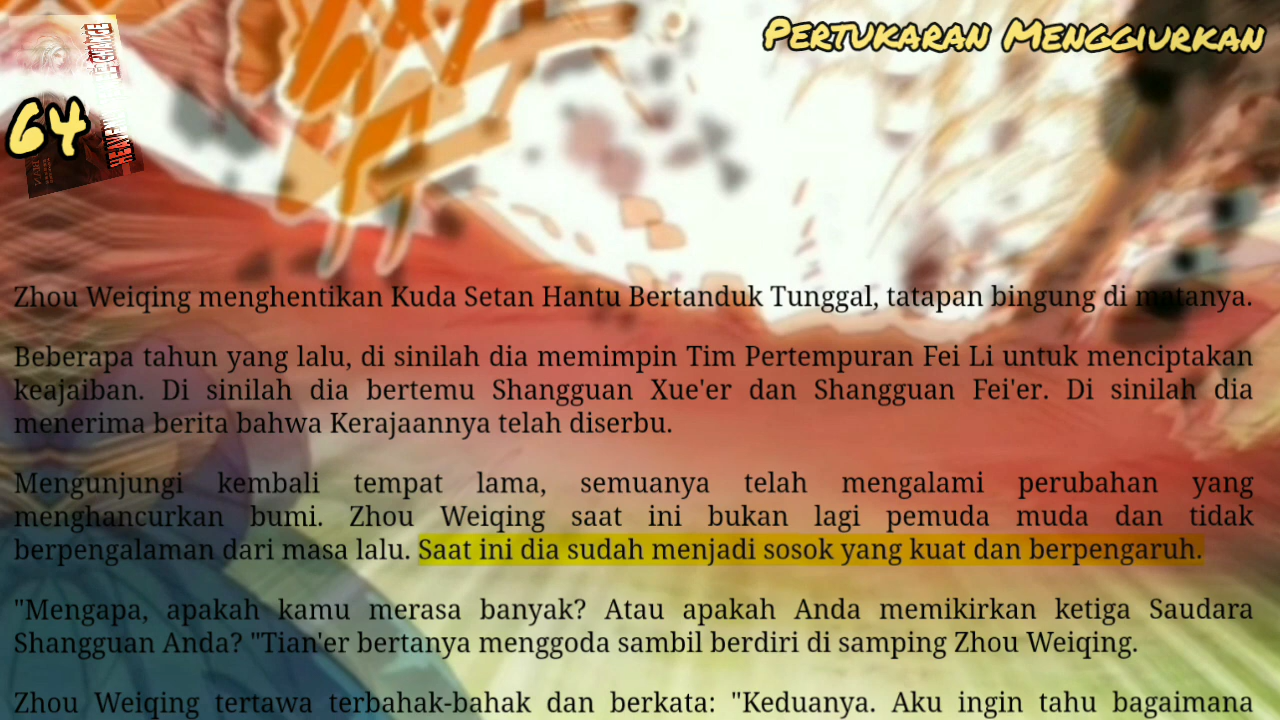 Pertukaran Menggiurkan
64
Zhou Weiqing menghentikan Kuda Setan Hantu Bertanduk Tunggal, tatapan bingung di matanya.
Beberapa tahun yang lalu, di sinilah dia memimpin Tim Pertempuran Fei Li untuk menciptakan
keajaiban. Di sinilah dia bertemu Shangguan Xue'er dan Shangguan Fei'er. Di sinilah dia
menerima berita bahwa Kerajaannya telah diserbu.
Mengunjungi kembali tempat lama, semuanya telah mengalami perubahan yang
menghancurkan bumi. Zhou Weiqing saat ini bukan lagi pemuda muda dan tidak
berpengalaman dari masa lalu. Saat ini dia sudah menjadi sosok yang kuat dan berpengaruh.
"Mengapa, apakah kamu merasa banyak? Atau apakah Anda memikirkan ketiga Saudara
Shangguan Anda? "Tian'er bertanya menggoda sambil berdiri di samping Zhou Weiqing.
Zhou Weiqing tertawa terbahak-bahak dan berkata: "Keduanya. Aku ingin tahu bagaimana